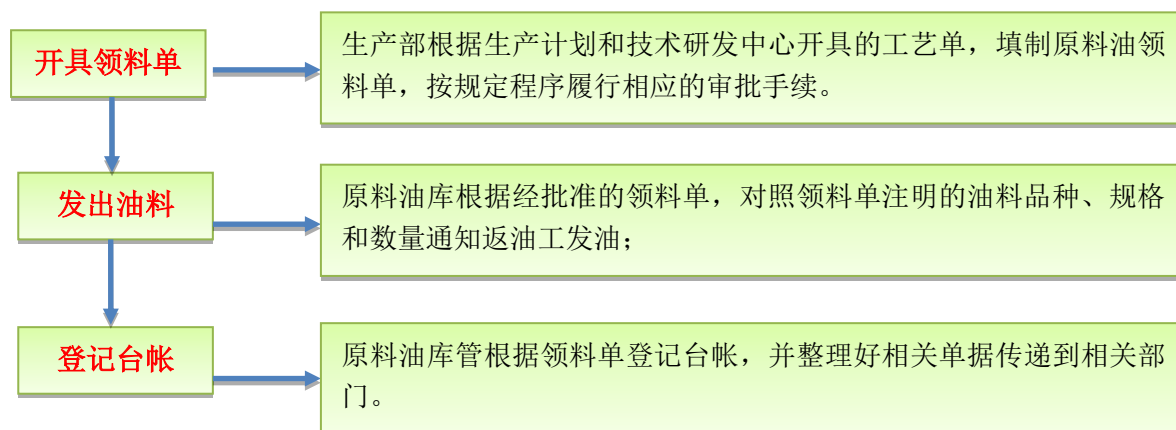 开具领料单
生产部根据生产计划和技术研发中心开具的工艺单，填制原料油领
料单，按规定程序履行相应的审批手续。
发出油料
原料油库根据经批准的领料单，对照领料单注明的油料品种、规格
和数量通知返油工发油；
登记台帐
原料油库管根据领料单登记台帐，并整理好相关单据传递到相关部
门。